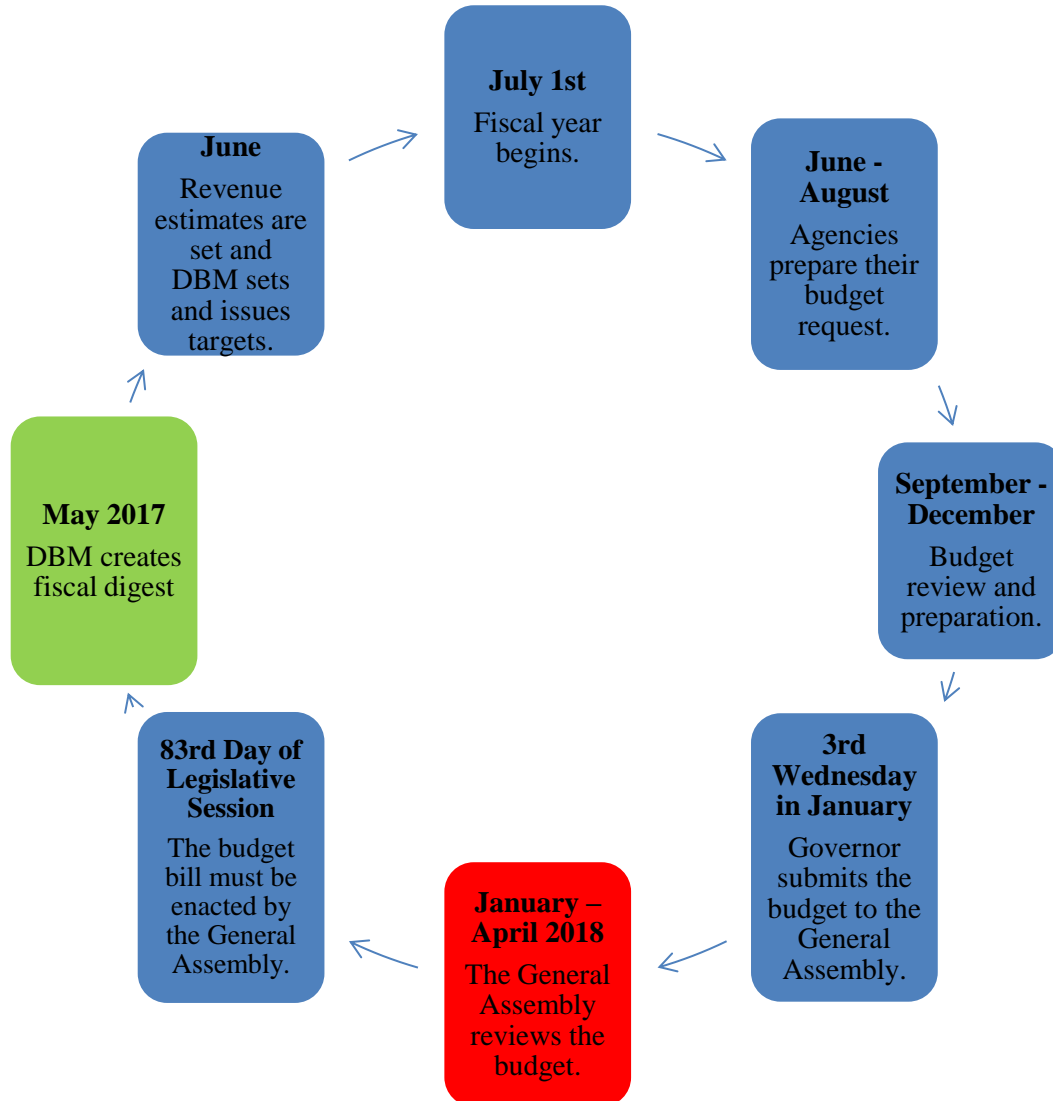 July 1st
Fiscal year
begins.
June -
August
Agencies
prepare their
budget
request.
September -
December
Budget
review and
preparation.
3rd
Wednesday
in January
Governor
submits the
budget to the
General
Assembly.
January –
April 2018
The General
Assembly
reviews the
budget.
83rd Day of
Legislative
Session
The budget
bill must be
enacted by
the General
Assembly.
May 2017
DBM creates
fiscal digest
June
Revenue
estimates are
set and
DBM sets
and issues
targets.